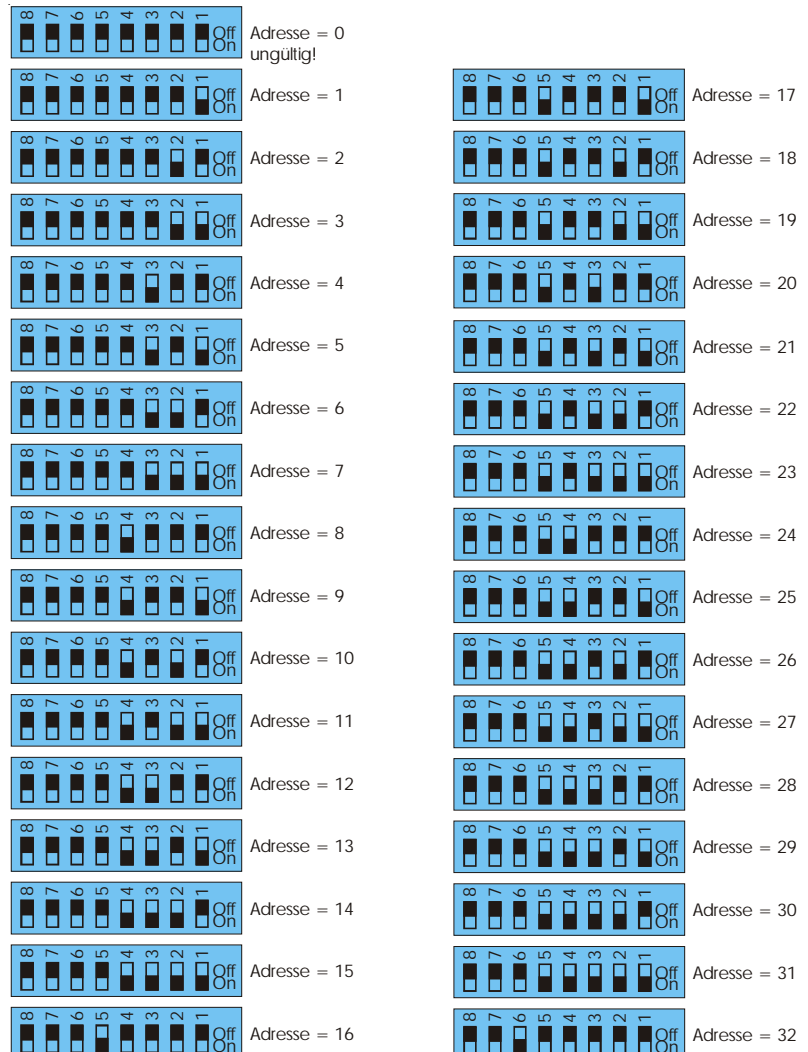 8 7 6 5 4 3 2 1
Off
On
Adresse = 0
ungültig!
8 7 6 5 4 3 2 1
Off
On
Adresse = 1
8 7 6 5 4 3 2 1
Off
On
Adresse = 2
8 7 6 5 4 3 2 1
Off
On
Adresse = 3
8 7 6 5 4 3 2 1
Off
On
Adresse = 4
8 7 6 5 4 3 2 1
Off
On
Adresse = 5
8 7 6 5 4 3 2 1
Off
On
Adresse = 6
8 7 6 5 4 3 2 1
Off
On
Adresse = 7
8 7 6 5 4 3 2 1
Off
On
Adresse = 8
8 7 6 5 4 3 2 1
Off
On
Adresse = 9
8 7 6 5 4 3 2 1
Off
On
Adresse = 10
8 7 6 5 4 3 2 1
Off
On
Adresse = 11
8 7 6 5 4 3 2 1
Off
On
Adresse = 12
8 7 6 5 4 3 2 1
Off
On
Adresse = 13
8 7 6 5 4 3 2 1
Off
On
Adresse = 14
8 7 6 5 4 3 2 1
Off
On
Adresse = 15
8 7 6 5 4 3 2 1
Off
On
Adresse = 16
8 7 6 5 4 3 2 1
Off
On
Adresse = 17
8 7 6 5 4 3 2 1
Off
On
Adresse = 18
8 7 6 5 4 3 2 1
Off
On
Adresse = 19
8 7 6 5 4 3 2 1
Off
On
Adresse = 20
8 7 6 5 4 3 2 1
Off
On
Adresse = 21
8 7 6 5 4 3 2 1
Off
On
Adresse = 22
8 7 6 5 4 3 2 1
Off
On
Adresse = 23
8 7 6 5 4 3 2 1
Off
On
Adresse = 24
8 7 6 5 4 3 2 1
Off
On
Adresse = 25
8 7 6 5 4 3 2 1
Off
On
Adresse = 26
8 7 6 5 4 3 2 1
Off
On
Adresse = 27
8 7 6 5 4 3 2 1
Off
On
Adresse = 28
8 7 6 5 4 3 2 1
Off
On
Adresse = 29
8 7 6 5 4 3 2 1
Off
On
Adresse = 30
8 7 6 5 4 3 2 1
Off
On
Adresse = 31
8 7 6 5 4 3 2 1
Off
On
Adresse = 32